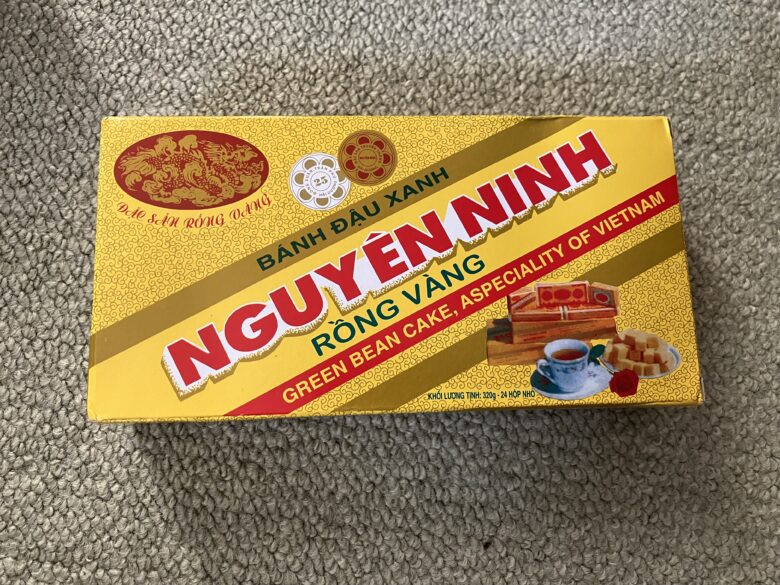 ĐẶC SẢN RỒNG VÀNG
25
BÁNH ĐẬU XANH
NGUYÊN NINH
RỒNG VÀNG
GREEN BEAN CAKE, ASPECIALITY OF VIETNAM
KHỐI LƯỢNG TỊNH: 320g - 24 HỘP NHỎ